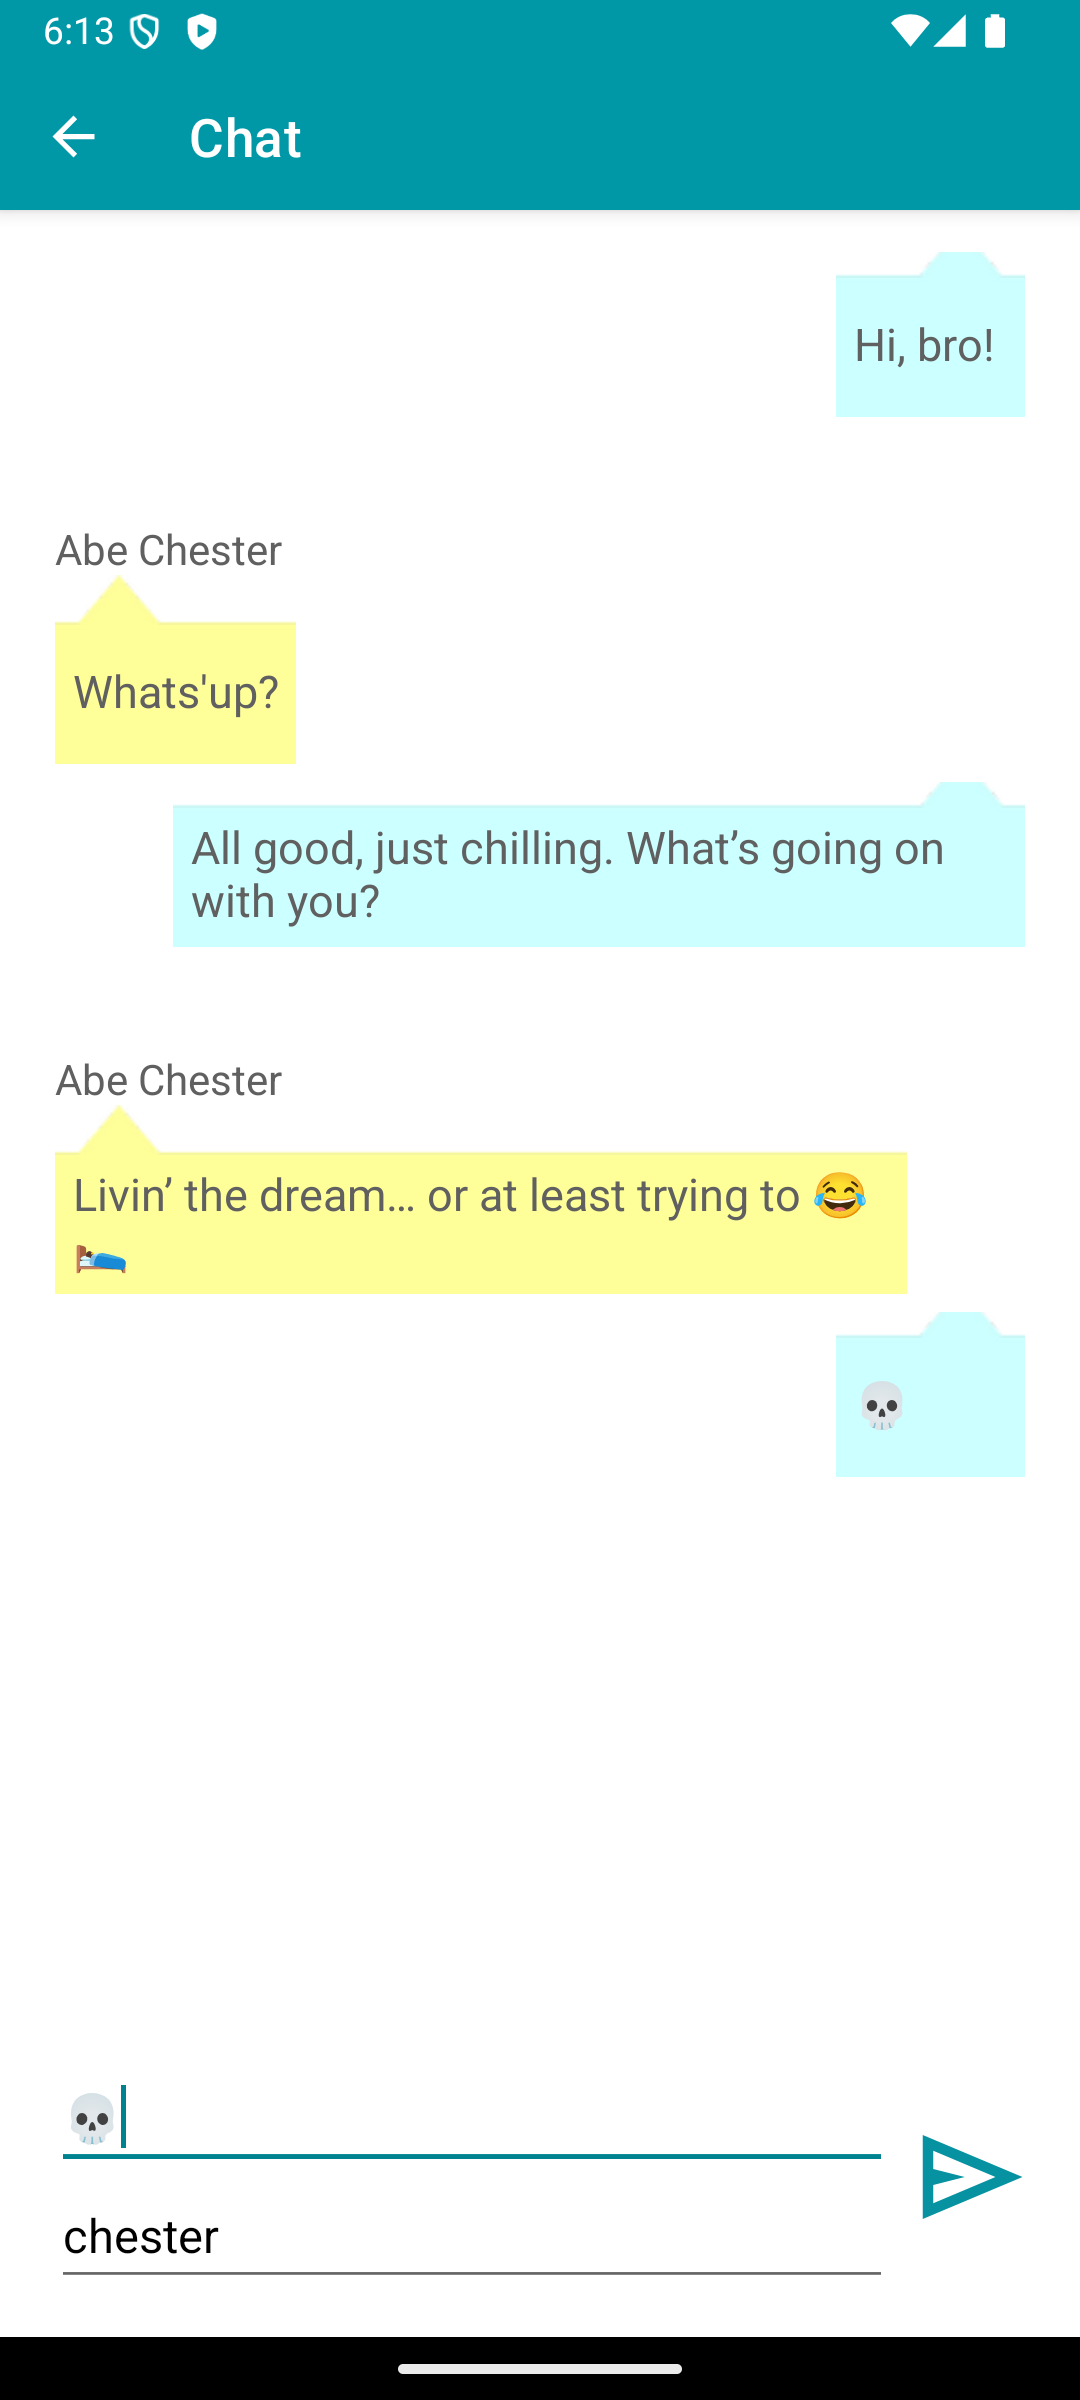 6:13
Chat
Hi, bro!
Abe Chester
Whats'up?
All good, just chilling. What’s going on
with you?
Abe Chester
Livin’ the dream… or at least trying to 😂
🛌
💀
💀
chester